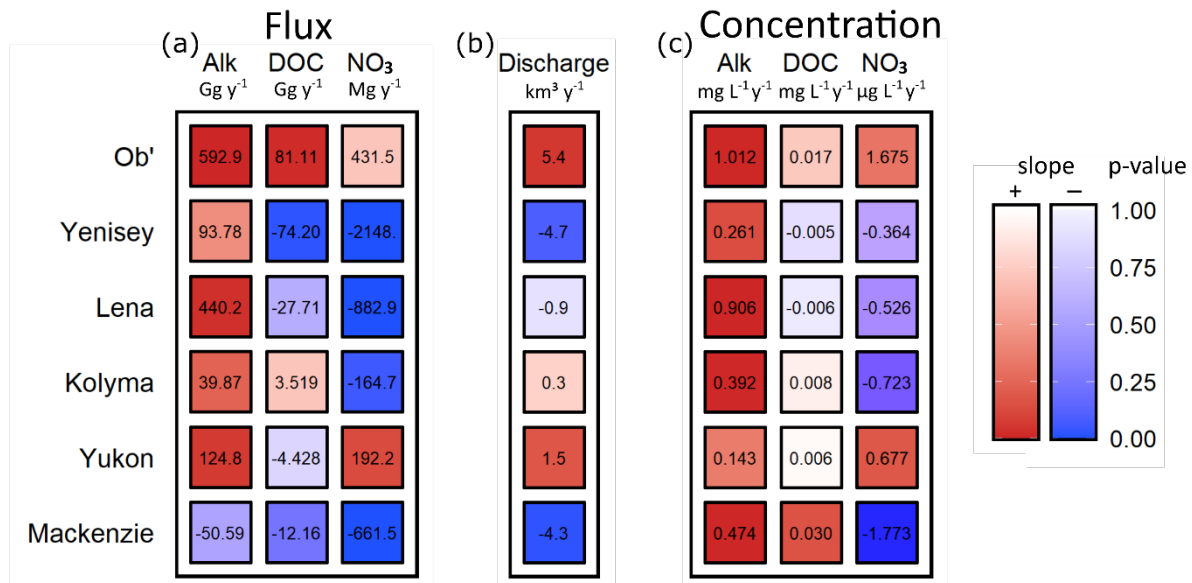 Flux
Concentration
(a)
(b)
(c)
Alk DOC NO₃
Discharge
Alk DOC NO₃
Gg y⁻¹ Gg y⁻¹ Mg y⁻¹
km³ y⁻¹
mg L⁻¹y⁻¹ mg L⁻¹y⁻¹ µg L⁻¹y⁻¹
Ob' 592.9 81.11 431.5 5.4 1.012 0.017 1.675
Yenisey 93.78 -74.20 -2148. -4.7 0.261 -0.005 -0.364
Lena 440.2 -27.71 -882.9 -0.9 0.906 -0.006 -0.526
Kolyma 39.87 3.519 -164.7 0.3 0.392 0.008 -0.723
Yukon 124.8 -4.428 192.2 1.5 0.143 0.006 0.677
Mackenzie -50.59 -12.16 -661.5 -4.3 0.474 0.030 -1.773
slope p-value
+ −
1.00
0.75
0.50
0.25
0.00